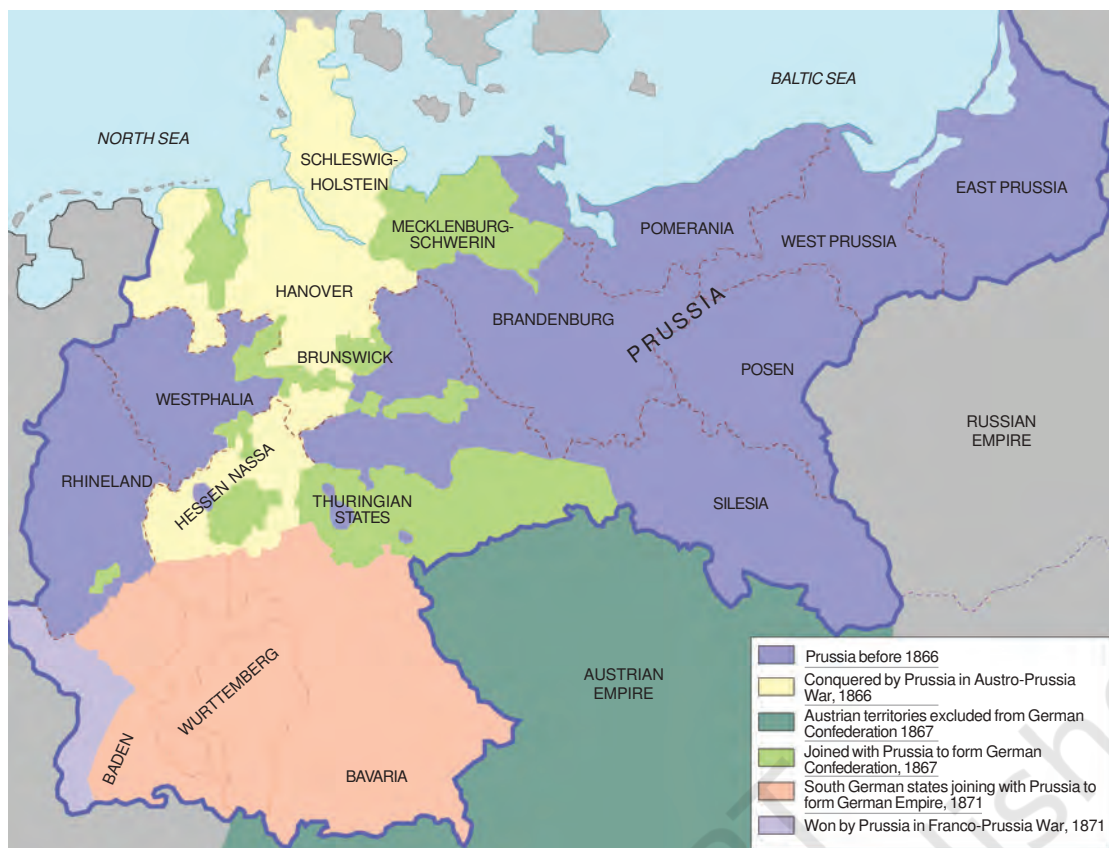 BALTIC SEA
NORTH SEA
SCHLESWIG-
HOLSTEIN
EAST PRUSSIA
MECKLENBURG-
SCHWERIN
POMERANIA
WEST PRUSSIA
HANOVER
BRANDENBURG
PRUSSIA
BRUNSWICK
POSEN
WESTPHALIA
RUSSIAN
EMPIRE
RHINELAND
HESSEN NASSA
THURINGIAN
STATES
SILESIA
AUSTRIAN
EMPIRE
WURTTEMBERG
BADEN
BAVARIA
Prussia before 1866
Conquered by Prussia in Austro-Prussia
War, 1866
Austrian territories excluded from German
Confederation 1867
Joined with Prussia to form German
Confederation, 1867
South German states joining with Prussia to
form German Empire, 1871
Won by Prussia in Franco-Prussia War, 1871